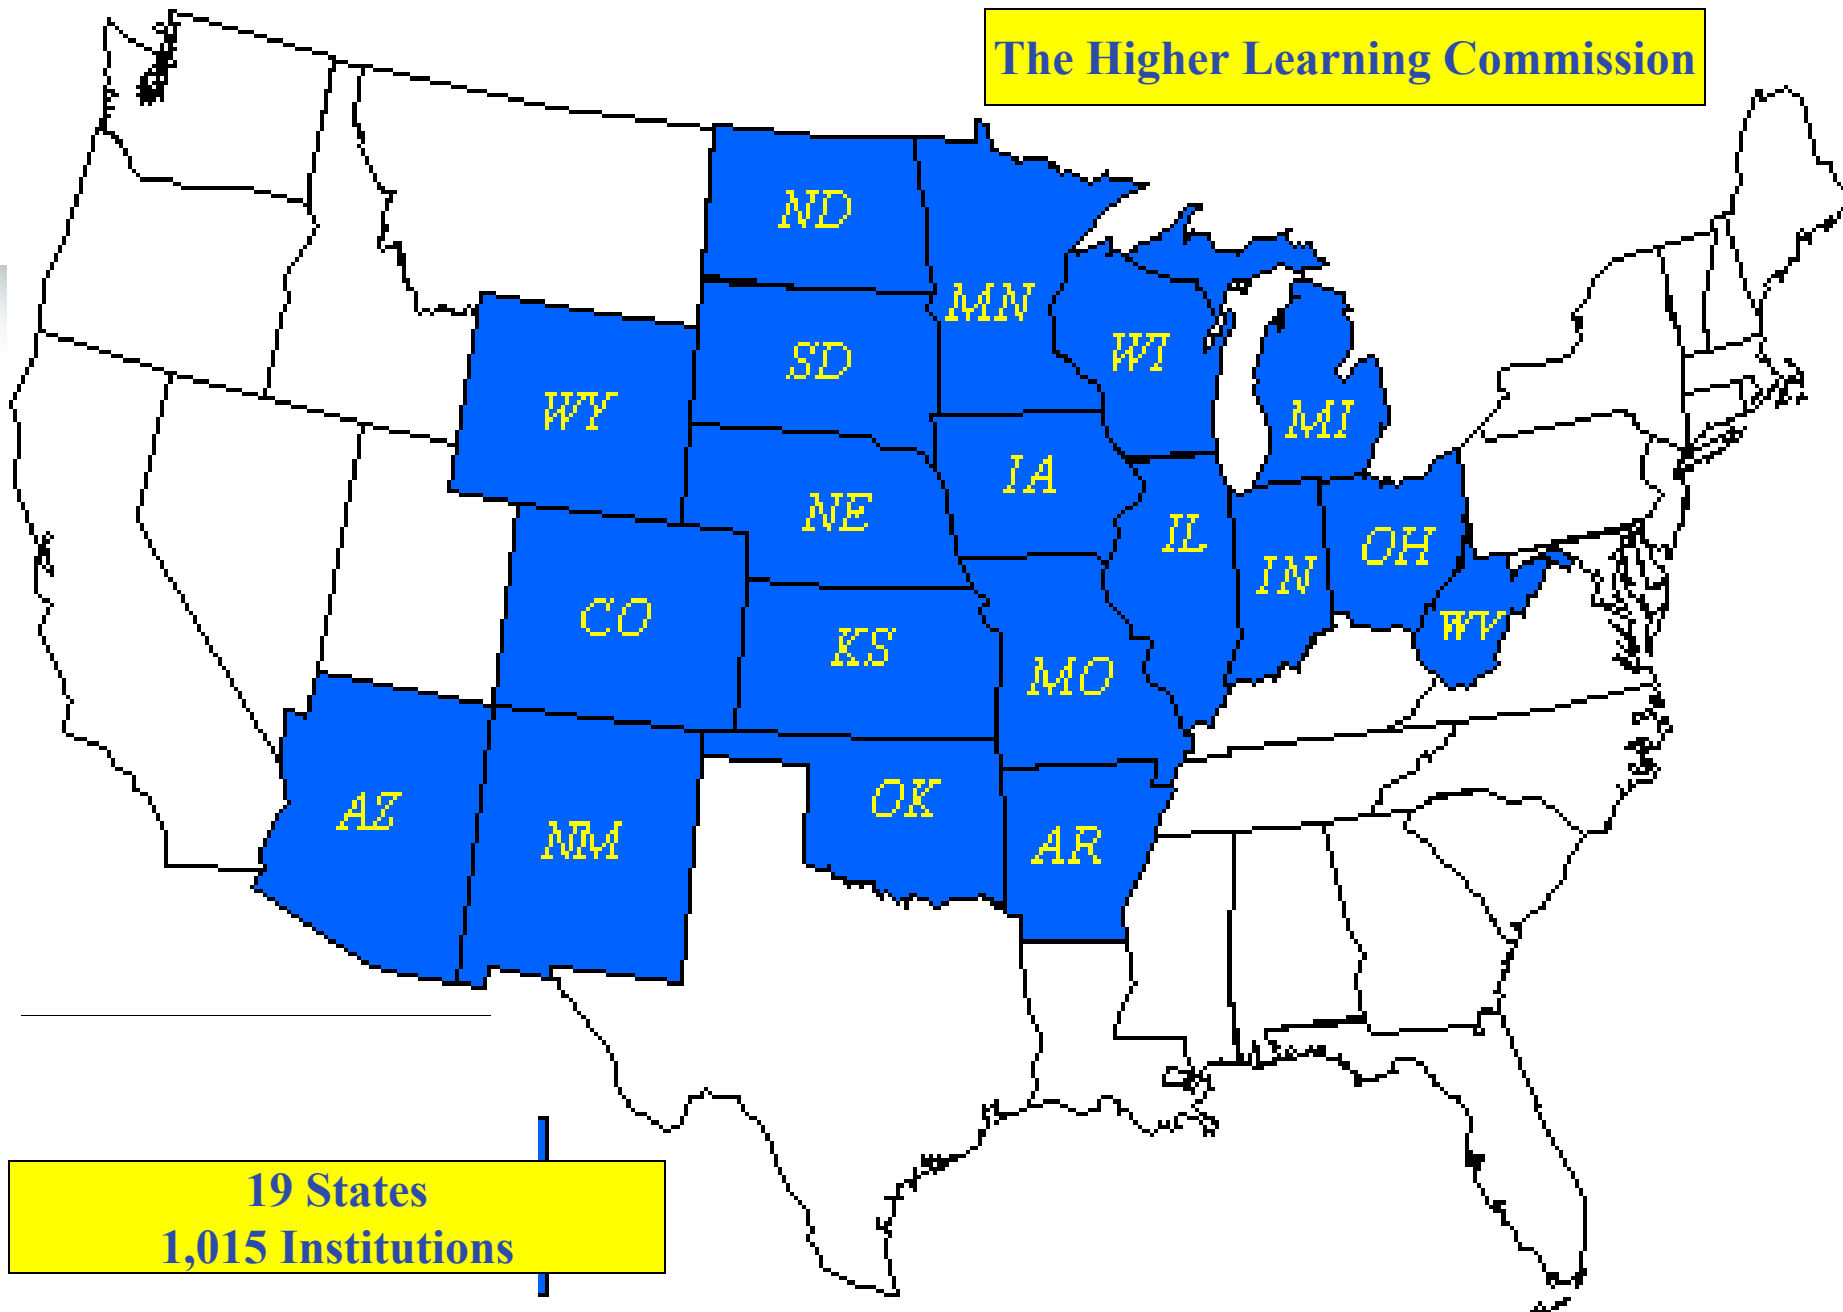 The Higher Learning Commission
ND
MN
SD
WI
WY
MI
IA
NE
IL
OH
IN
CO
WV
KS
MO
AZ
OK
NM
AR
19 States
1,015 Institutions